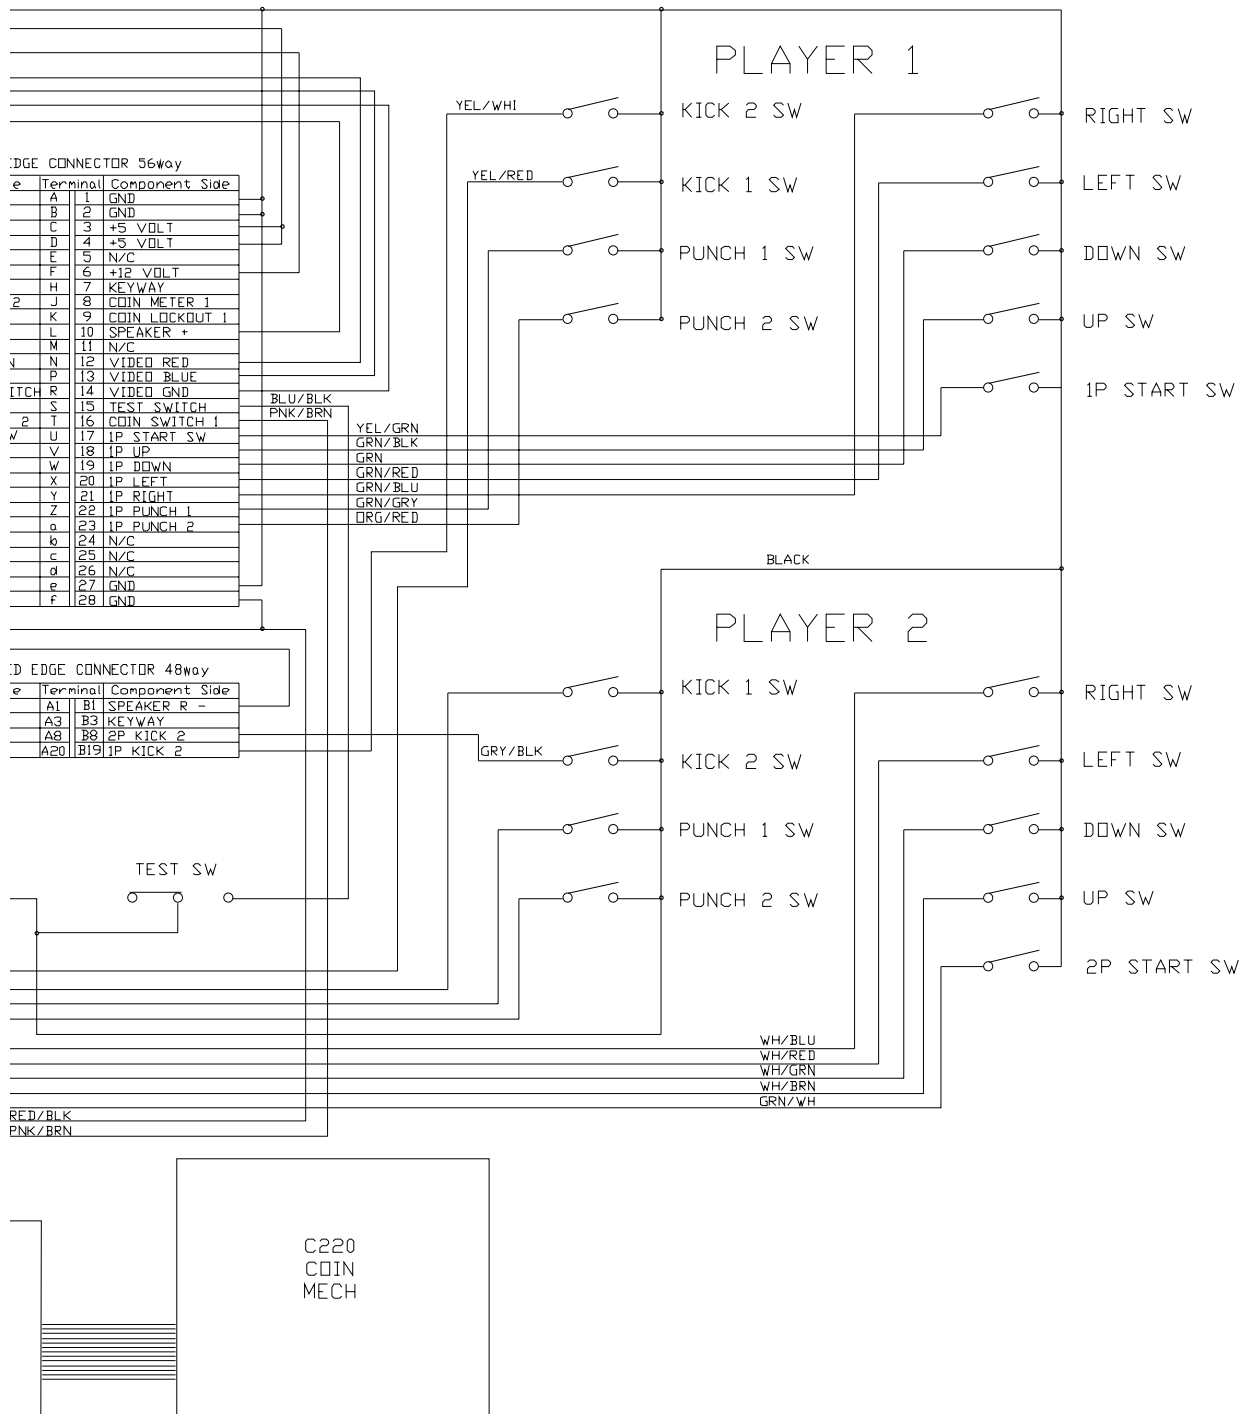 PLAYER 1
YEL/WHI
KICK 2 SW
RIGHT SW
YEL/RED
KICK 1 SW
LEFT SW
PUNCH 1 SW
DOWN SW
PUNCH 2 SW
UP SW
1P START SW
EDGE CONNECTOR 56way
e Terminal Component Side
A 1 GND
B 2 GND
C 3 +5 VOLT
D 4 +5 VOLT
E 5 N/C
F 6 +12 VOLT
H 7 KEYWAY
2 J 8 COIN METER 1
K 9 COIN LOCKOUT 1
L 10 SPEAKER +
M 11 N/C
N 12 VIDEO RED
P 13 VIDEO BLUE
ITCH R 14 VIDEO GND
S 15 TEST SWITCH
2 T 16 COIN SWITCH 1
W U 17 1P START SW
V 18 1P UP
W 19 1P DOWN
X 20 1P LEFT
Y 21 1P RIGHT
Z 22 1P PUNCH 1
a 23 1P PUNCH 2
b 24 N/C
c 25 N/C
d 26 N/C
e 27 GND
f 28 GND
BLU/BLK
PNK/BRN
YEL/GRN
GRN/BLK
GRN
GRN/RED
GRN/BLU
GRN/GRY
ORG/RED
BLACK
PLAYER 2
ED EDGE CONNECTOR 48way
e Terminal Component Side
A1 B1 SPEAKER R -
A3 B3 KEYWAY
A8 B8 2P KICK 2
A20 B19 1P KICK 2
KICK 1 SW
RIGHT SW
GRY/BLK
KICK 2 SW
LEFT SW
PUNCH 1 SW
DOWN SW
TEST SW
PUNCH 2 SW
UP SW
2P START SW
WH/BLU
WH/RED
WH/GRN
WH/BRN
GRN/WH
RED/BLK
PNK/BRN
C220
COIN
MECH